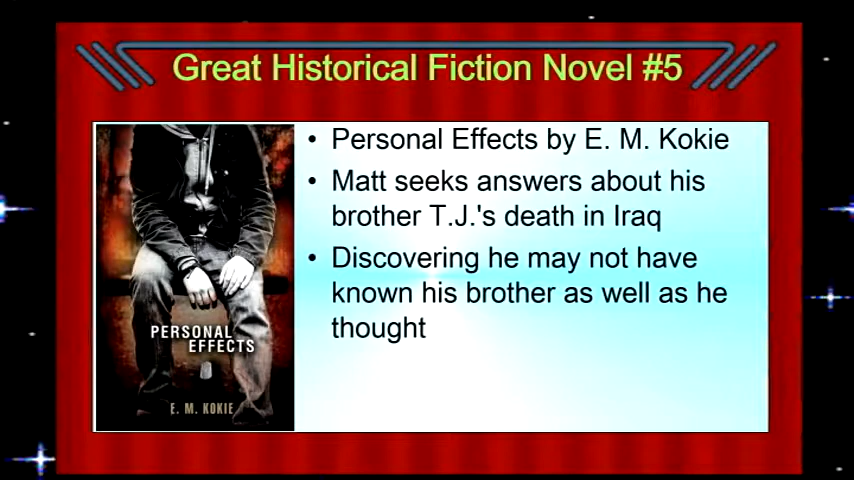 Great Historical Fiction Novel #5
PERSONAL
EFFECTS
E. M. KOKIE
• Personal Effects by E. M. Kokie
• Matt seeks answers about his
brother T.J.'s death in Iraq
• Discovering he may not have
known his brother as well as he
thought